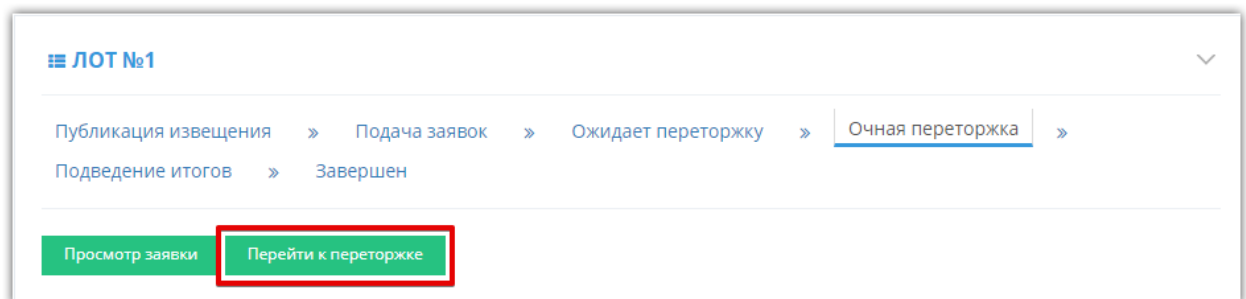 ЛОТ №1
Публикация извещения » Подача заявок » Ожидает переторжку » Очная переторжка »
Подведение итогов » Завершен
Просмотр заявки Перейти к переторжке